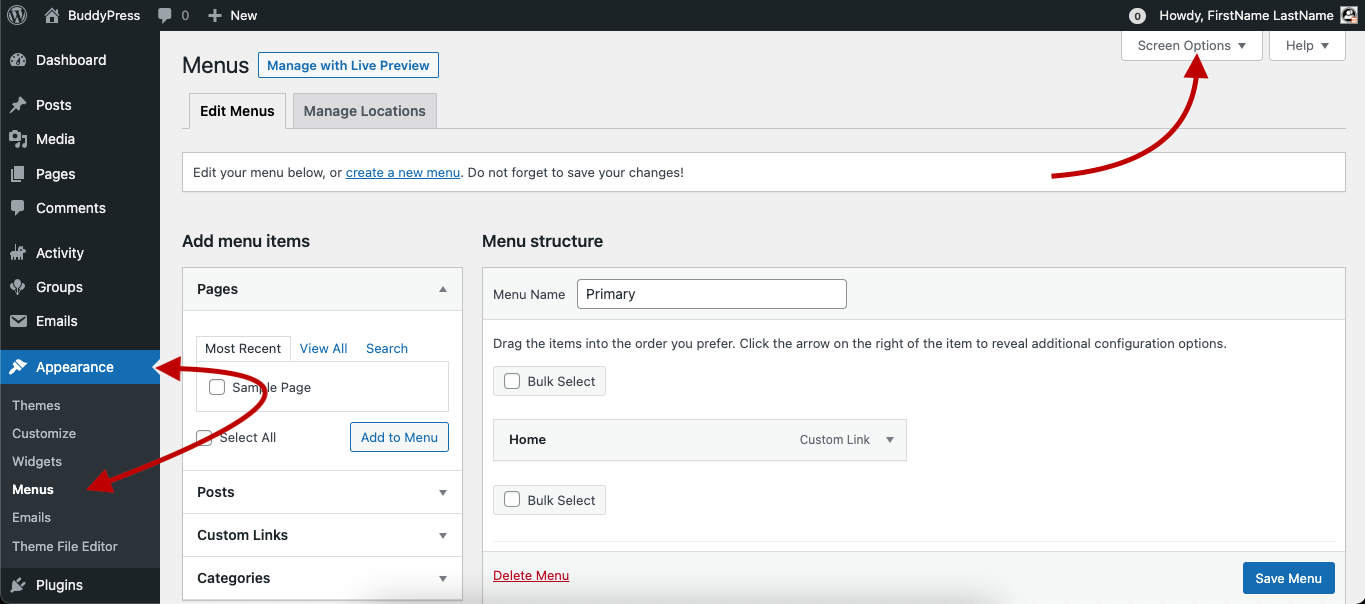 BuddyPress 0 New 0 Howdy, FirstName LastName
Dashboard
Posts
Media
Pages
Comments
Activity
Groups
Emails
Appearance
Themes
Customize
Widgets
Menus
Emails
Theme File Editor
Plugins
Screen Options Help
Menus Manage with Live Preview
Edit Menus Manage Locations
Edit your menu below, or create a new menu. Do not forget to save your changes!
Add menu items
Pages
Most Recent View All Search
Sample Page
Select All Add to Menu
Posts
Custom Links
Categories
Menu structure
Menu Name Primary
Drag the items into the order you prefer. Click the arrow on the right of the item to reveal additional configuration options.
Bulk Select
Home Custom Link
Bulk Select
Delete Menu Save Menu